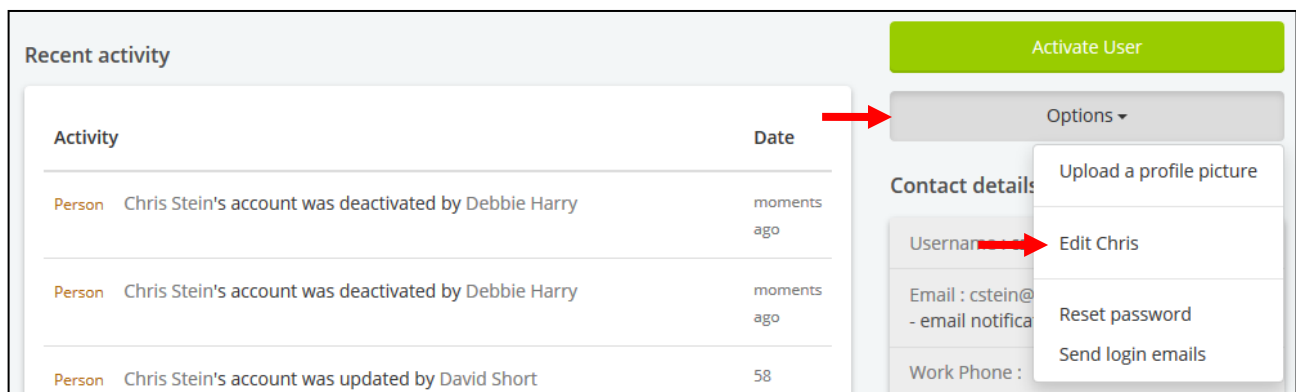 Recent activity
Activity Date
Person Chris Stein's account was deactivated by Debbie Harry moments
ago
Person Chris Stein's account was deactivated by Debbie Harry moments
ago
Person Chris Stein's account was updated by David Short 58
Activate User
Options
Upload a profile picture
Edit Chris
Reset password
Send login emails
Contact details
Username :
Email : cstein@
- email
Work Phone :